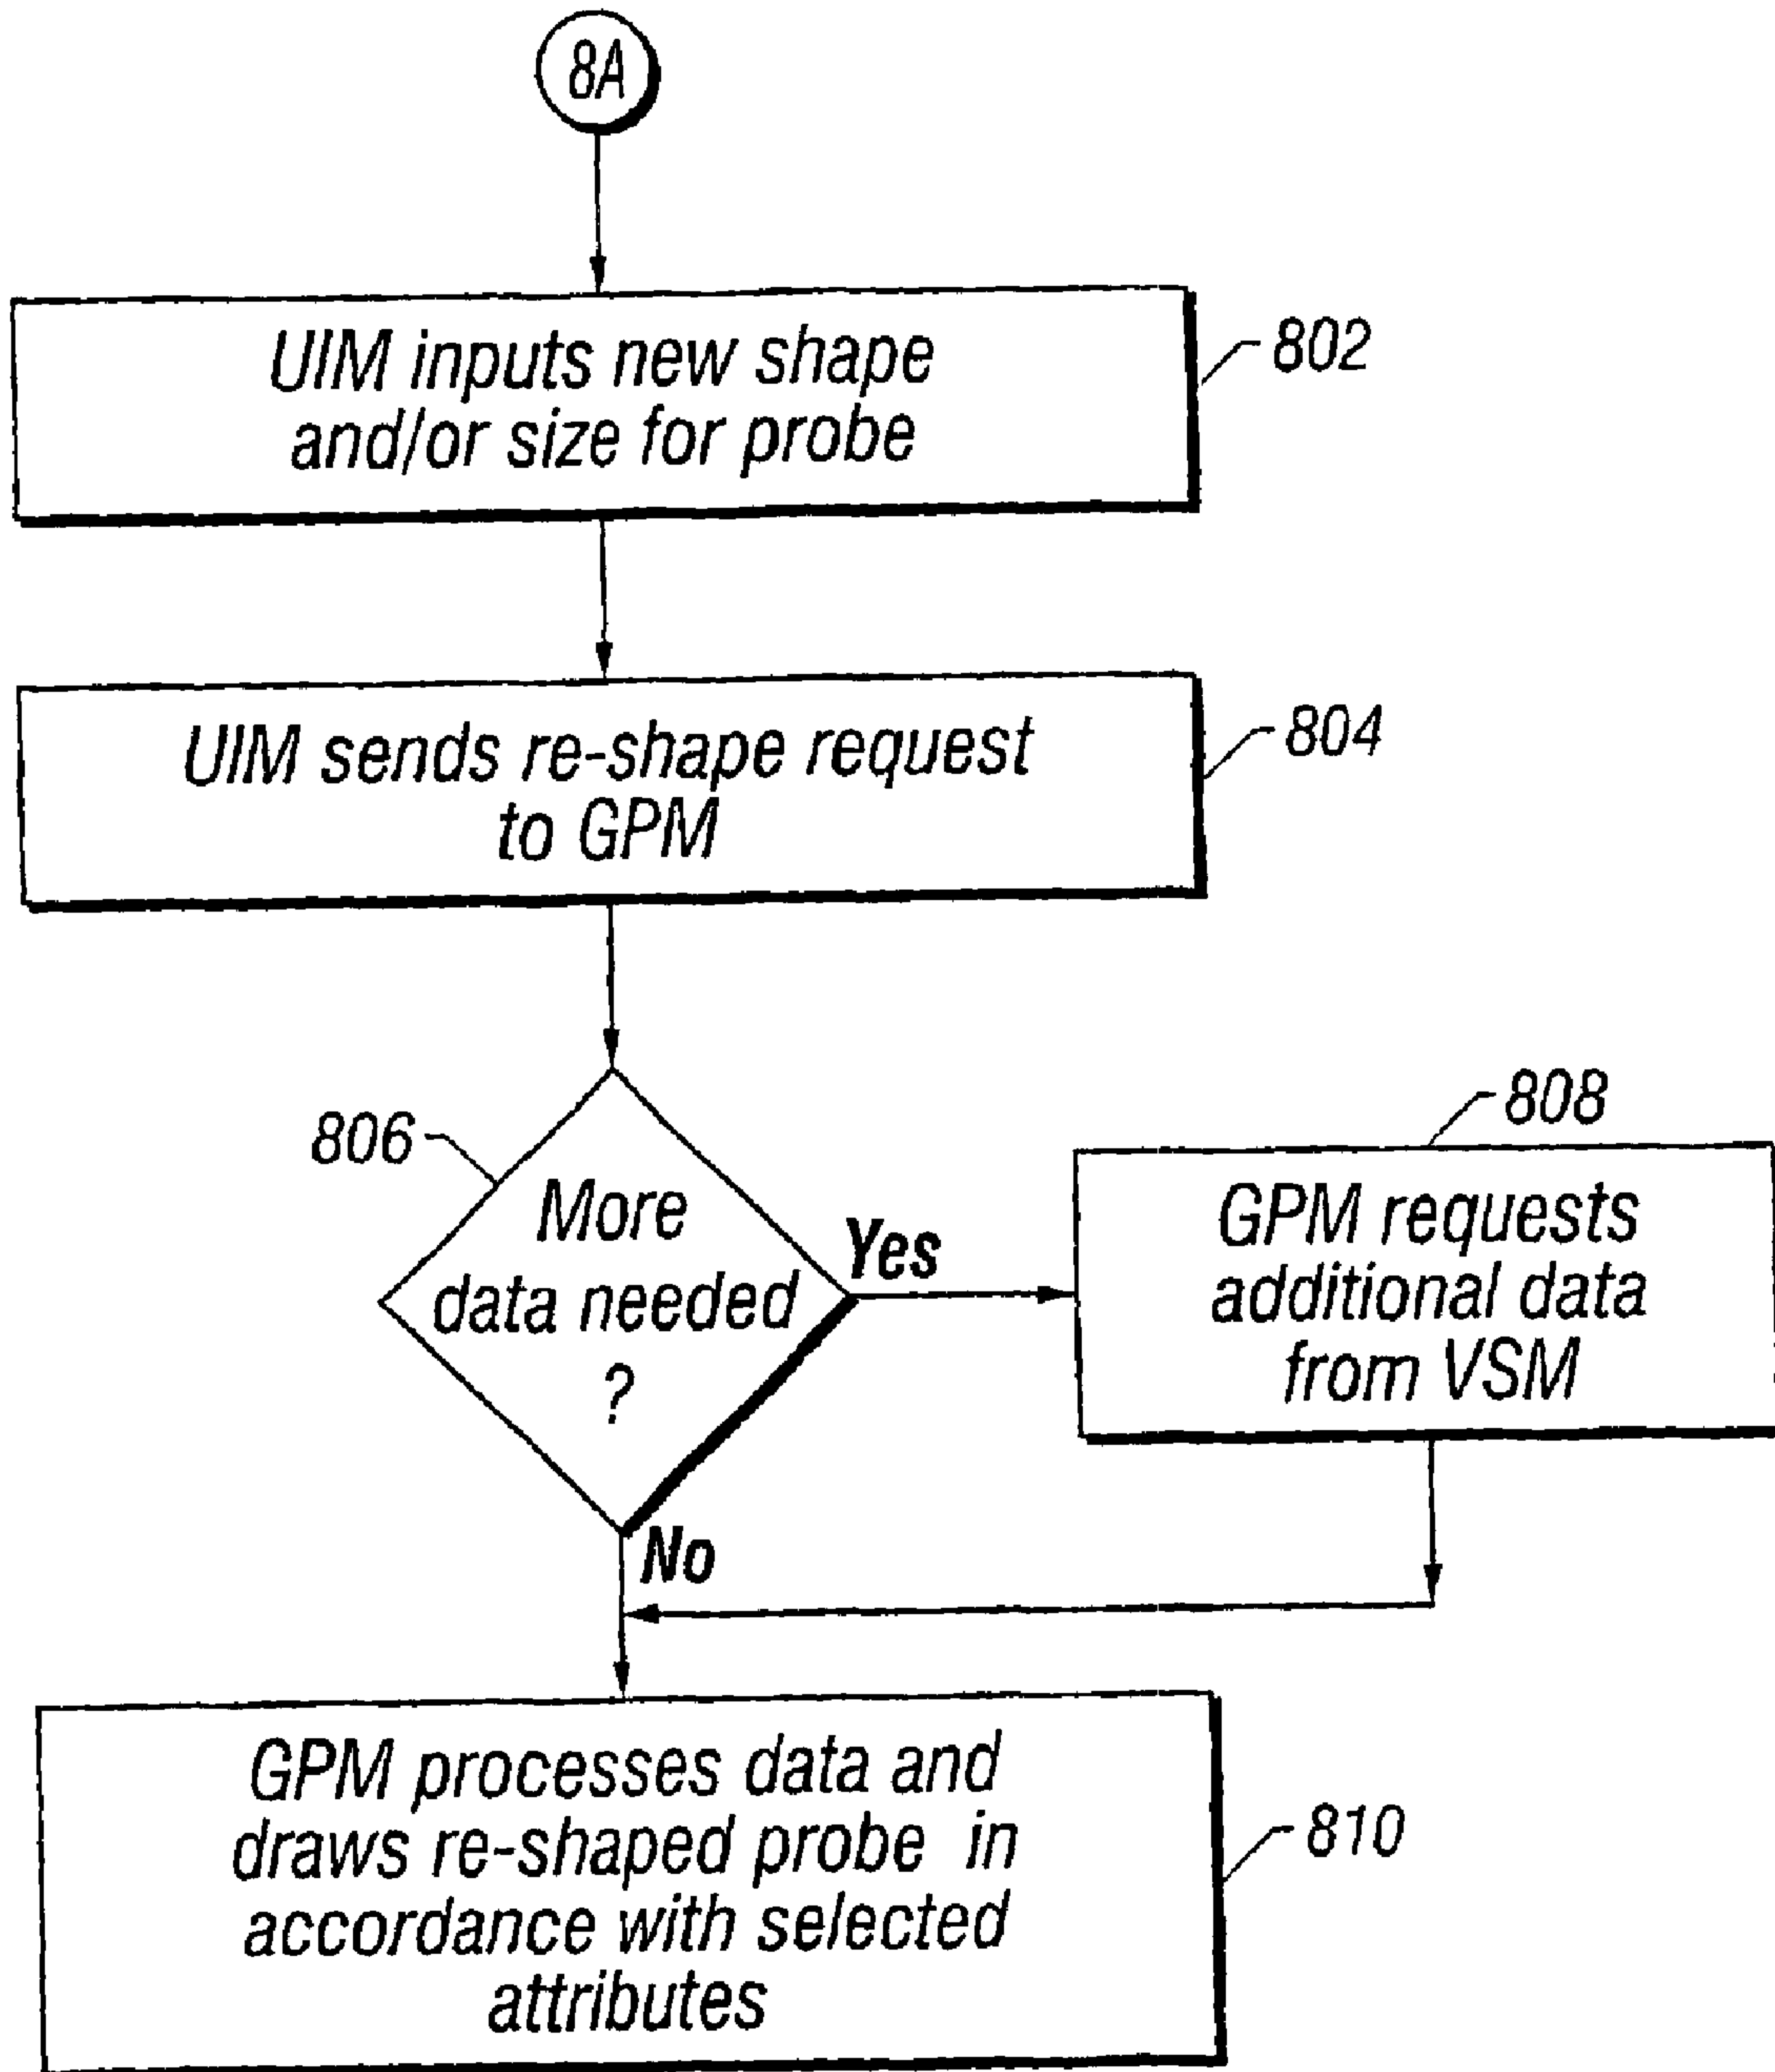 8A
UIM inputs new shape
and/or size for probe
802
UIM sends re-shape request
to GPM
804
806
More
data needed
?
Yes
No
808
GPM requests
additional data
from VSM
GPM processes data and
draws re-shaped probe in
accordance with selected
attributes
810